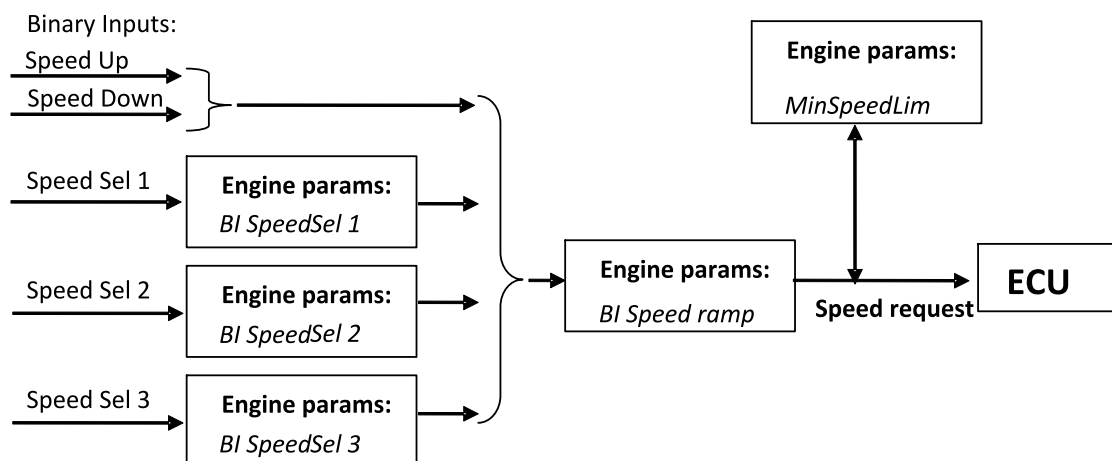 Binary Inputs:
Speed Up
Speed Down
Speed Sel 1
Engine params:
BI SpeedSel 1
Speed Sel 2
Engine params:
BI SpeedSel 2
Speed Sel 3
Engine params:
BI SpeedSel 3
Engine params:
BI Speed ramp
Engine params:
MinSpeedLim
Speed request
ECU